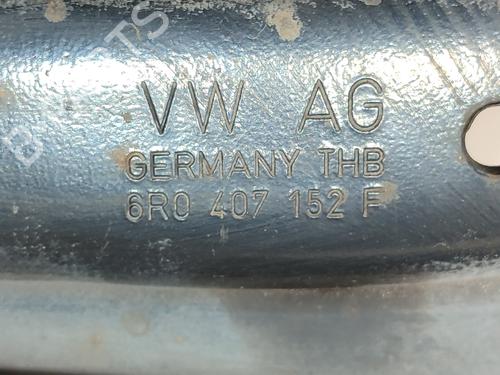 VW AG
GERMANY THB
6R0 407 152 F